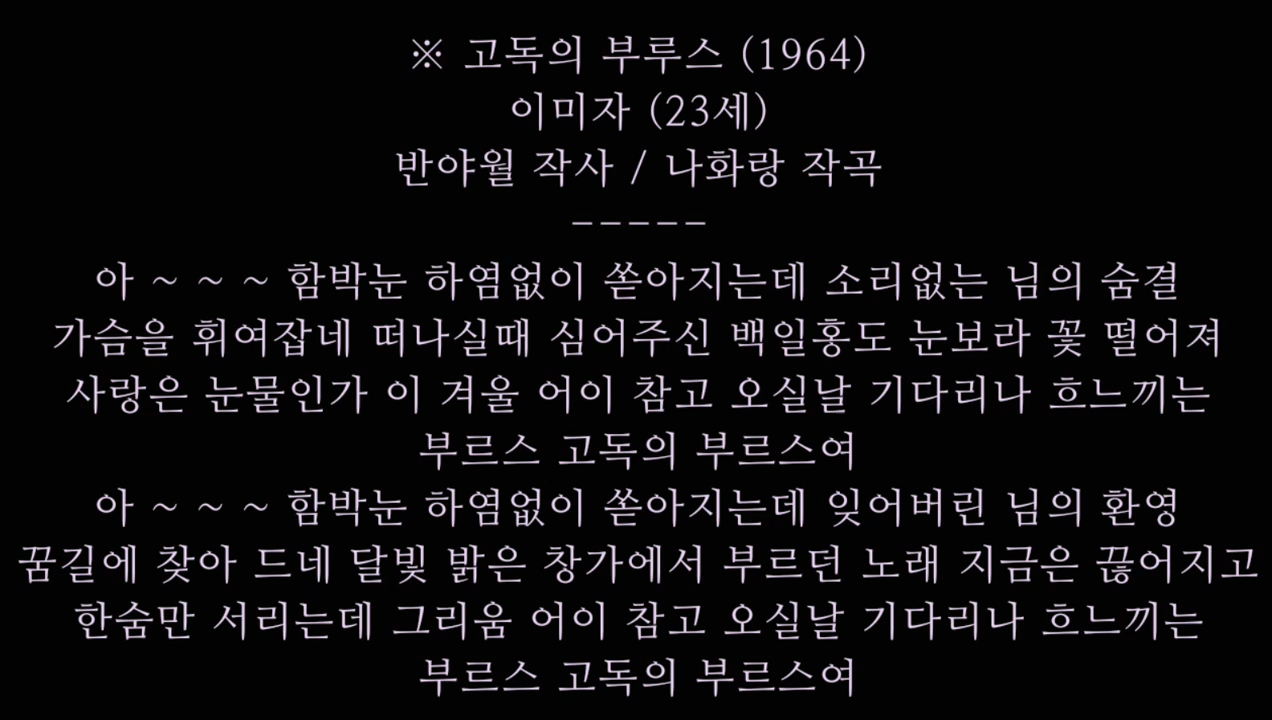 ※ 고독의 부루스 (1964)
이미자 (23세)
반야월 작사 / 나화랑 작곡
-----
아 ~ ~ ~ 함박눈 하염없이 쏟아지는데 소리없는 님의 숨결
가슴을 휘여잡네 떠나실때 심어주신 백일홍도 눈보라 꽃 떨어져
사랑은 눈물인가 이 겨울 어이 참고 오실날 기다리나 흐느끼는
부르스 고독의 부르스여
아 ~ ~ ~ 함박눈 하염없이 쏟아지는데 잊어버린 님의 환영
꿈길에 찾아 드네 달빛 밝은 창가에서 부르던 노래 지금은 끊어지고
한숨만 서리는데 그리움 어이 참고 오실날 기다리나 흐느끼는
부르스 고독의 부르스여